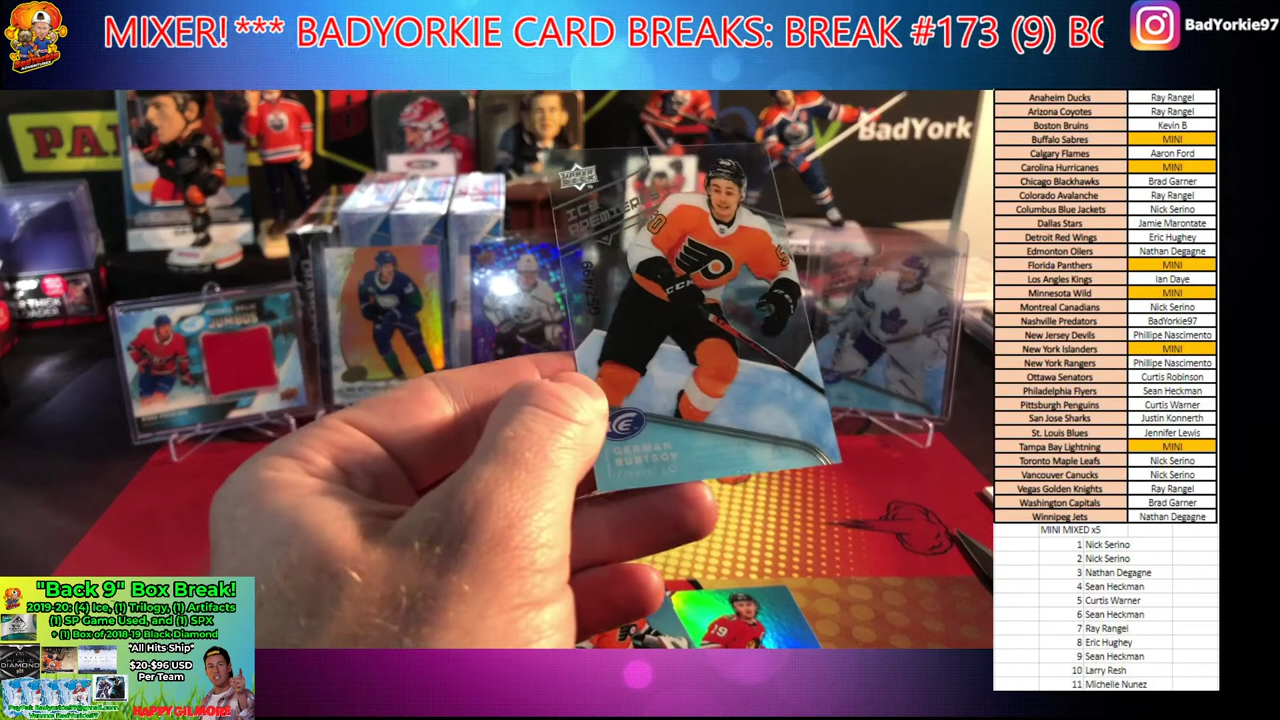 MIXER! *** BADYORKIE CARD BREAKS: BREAK #173 (9) BO
BadYorkie97
BadYork
UPPER DECK
ICE
PREMIERES
GERMAN
RUBTSOV
JUMBOS
19
Anaheim Ducks Ray Rangel
Arizona Coyotes Ray Rangel
Boston Bruins Kevin B
Buffalo Sabres MINI
Calgary Flames Aaron Ford
Carolina Hurricanes MINI
Chicago Blackhawks Brad Garner
Colorado Avalanche Ray Rangel
Columbus Blue Jackets Nick Serino
Dallas Stars Jamie Marontate
Detroit Red Wings Eric Hughey
Edmonton Oilers Nathan Degagne
Florida Panthers MINI
Los Angeles Kings Ian Daye
Minnesota Wild MINI
Montreal Canadians Nick Serino
Nashville Predators BadYorkie97
New Jersey Devils Phillipe Nascimento
New York Islanders MINI
New York Rangers Phillipe Nascimento
Ottawa Senators Curtis Robinson
Philadelphia Flyers Sean Heckman
Pittsburgh Penguins Curtis Warner
San Jose Sharks Justin Konnerth
St. Louis Blues Jennifer Lewis
Tampa Bay Lightning MINI
Toronto Maple Leafs Nick Serino
Vancouver Canucks Nick Serino
Vegas Golden Knights Ray Rangel
Washington Capitals Brad Garner
Winnipeg Jets Nathan Degagne
MINI MIXED x5
1 Nick Serino
2 Nick Serino
3 Nathan Degagne
4 Sean Heckman
5 Curtis Warner
6 Sean Heckman
7 Ray Rangel
8 Eric Hughey
9 Sean Heckman
10 Larry Resh
11 Michelle Nunez
"Back 9" Box Break!
2019-20: (4) Ice, (1) Trilogy, (1) Artifacts
(1) SP Game Used, and (1) SPX
+ (1) Box of 2018-19 Black Diamond
*All Hits Ship*
$20-$96 USD
Per Team
DIAMOND
HAPPY GILMORE